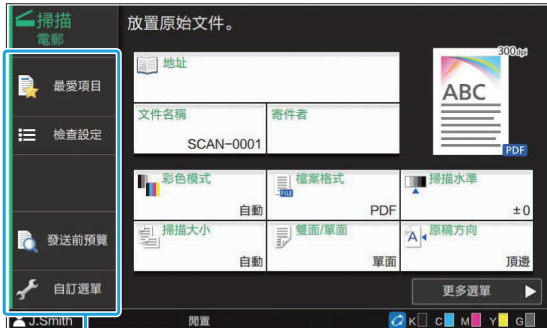 掃描
電郵
放置原始文件。
最愛項目
檢查設定
發送前預覽
自訂選單
地址
文件名稱
SCAN-0001
寄件者
300dpi
ABC
PDF
彩色模式
自動
檔案格式
PDF
掃描水準
±0
掃描大小
自動
雙面/單面
單面
原稿方向
頂邊
更多選單
J.Smith
閒置
K C M Y G